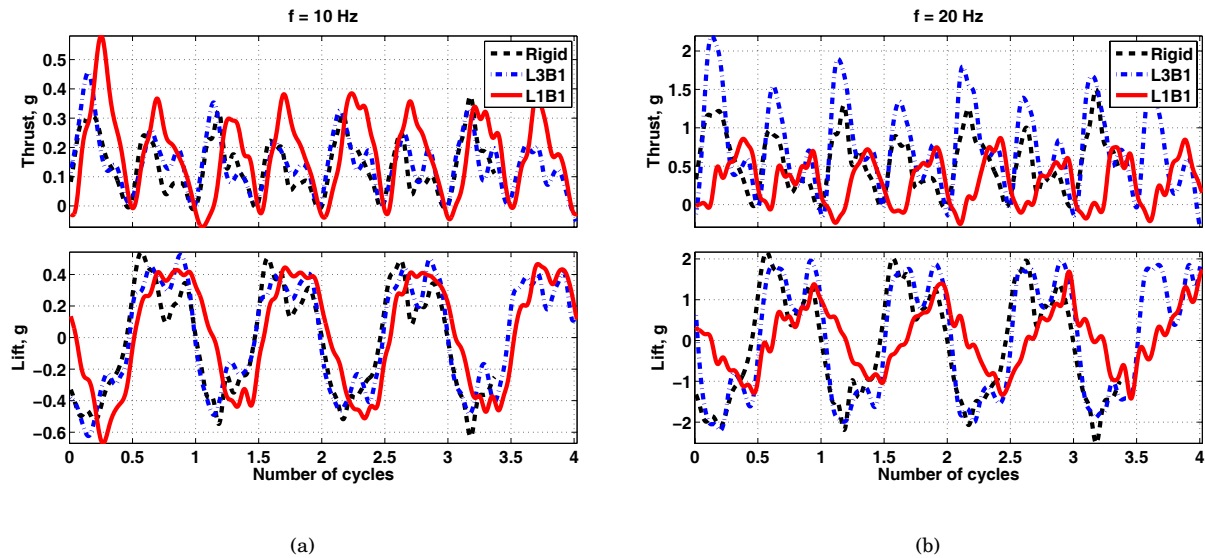 f = 10 Hz
Thrust, g
0.5
0.4
0.3
0.2
0.1
0
Rigid
L3B1
L1B1
Lift, g
0.4
0.2
0
−0.2
−0.4
−0.6
0 0.5 1 1.5 2 2.5 3 3.5 4
Number of cycles
(a)
f = 20 Hz
Thrust, g
2
1.5
1
0.5
0
Rigid
L3B1
L1B1
Lift, g
2
1
0
−1
−2
0 0.5 1 1.5 2 2.5 3 3.5 4
Number of cycles
(b)